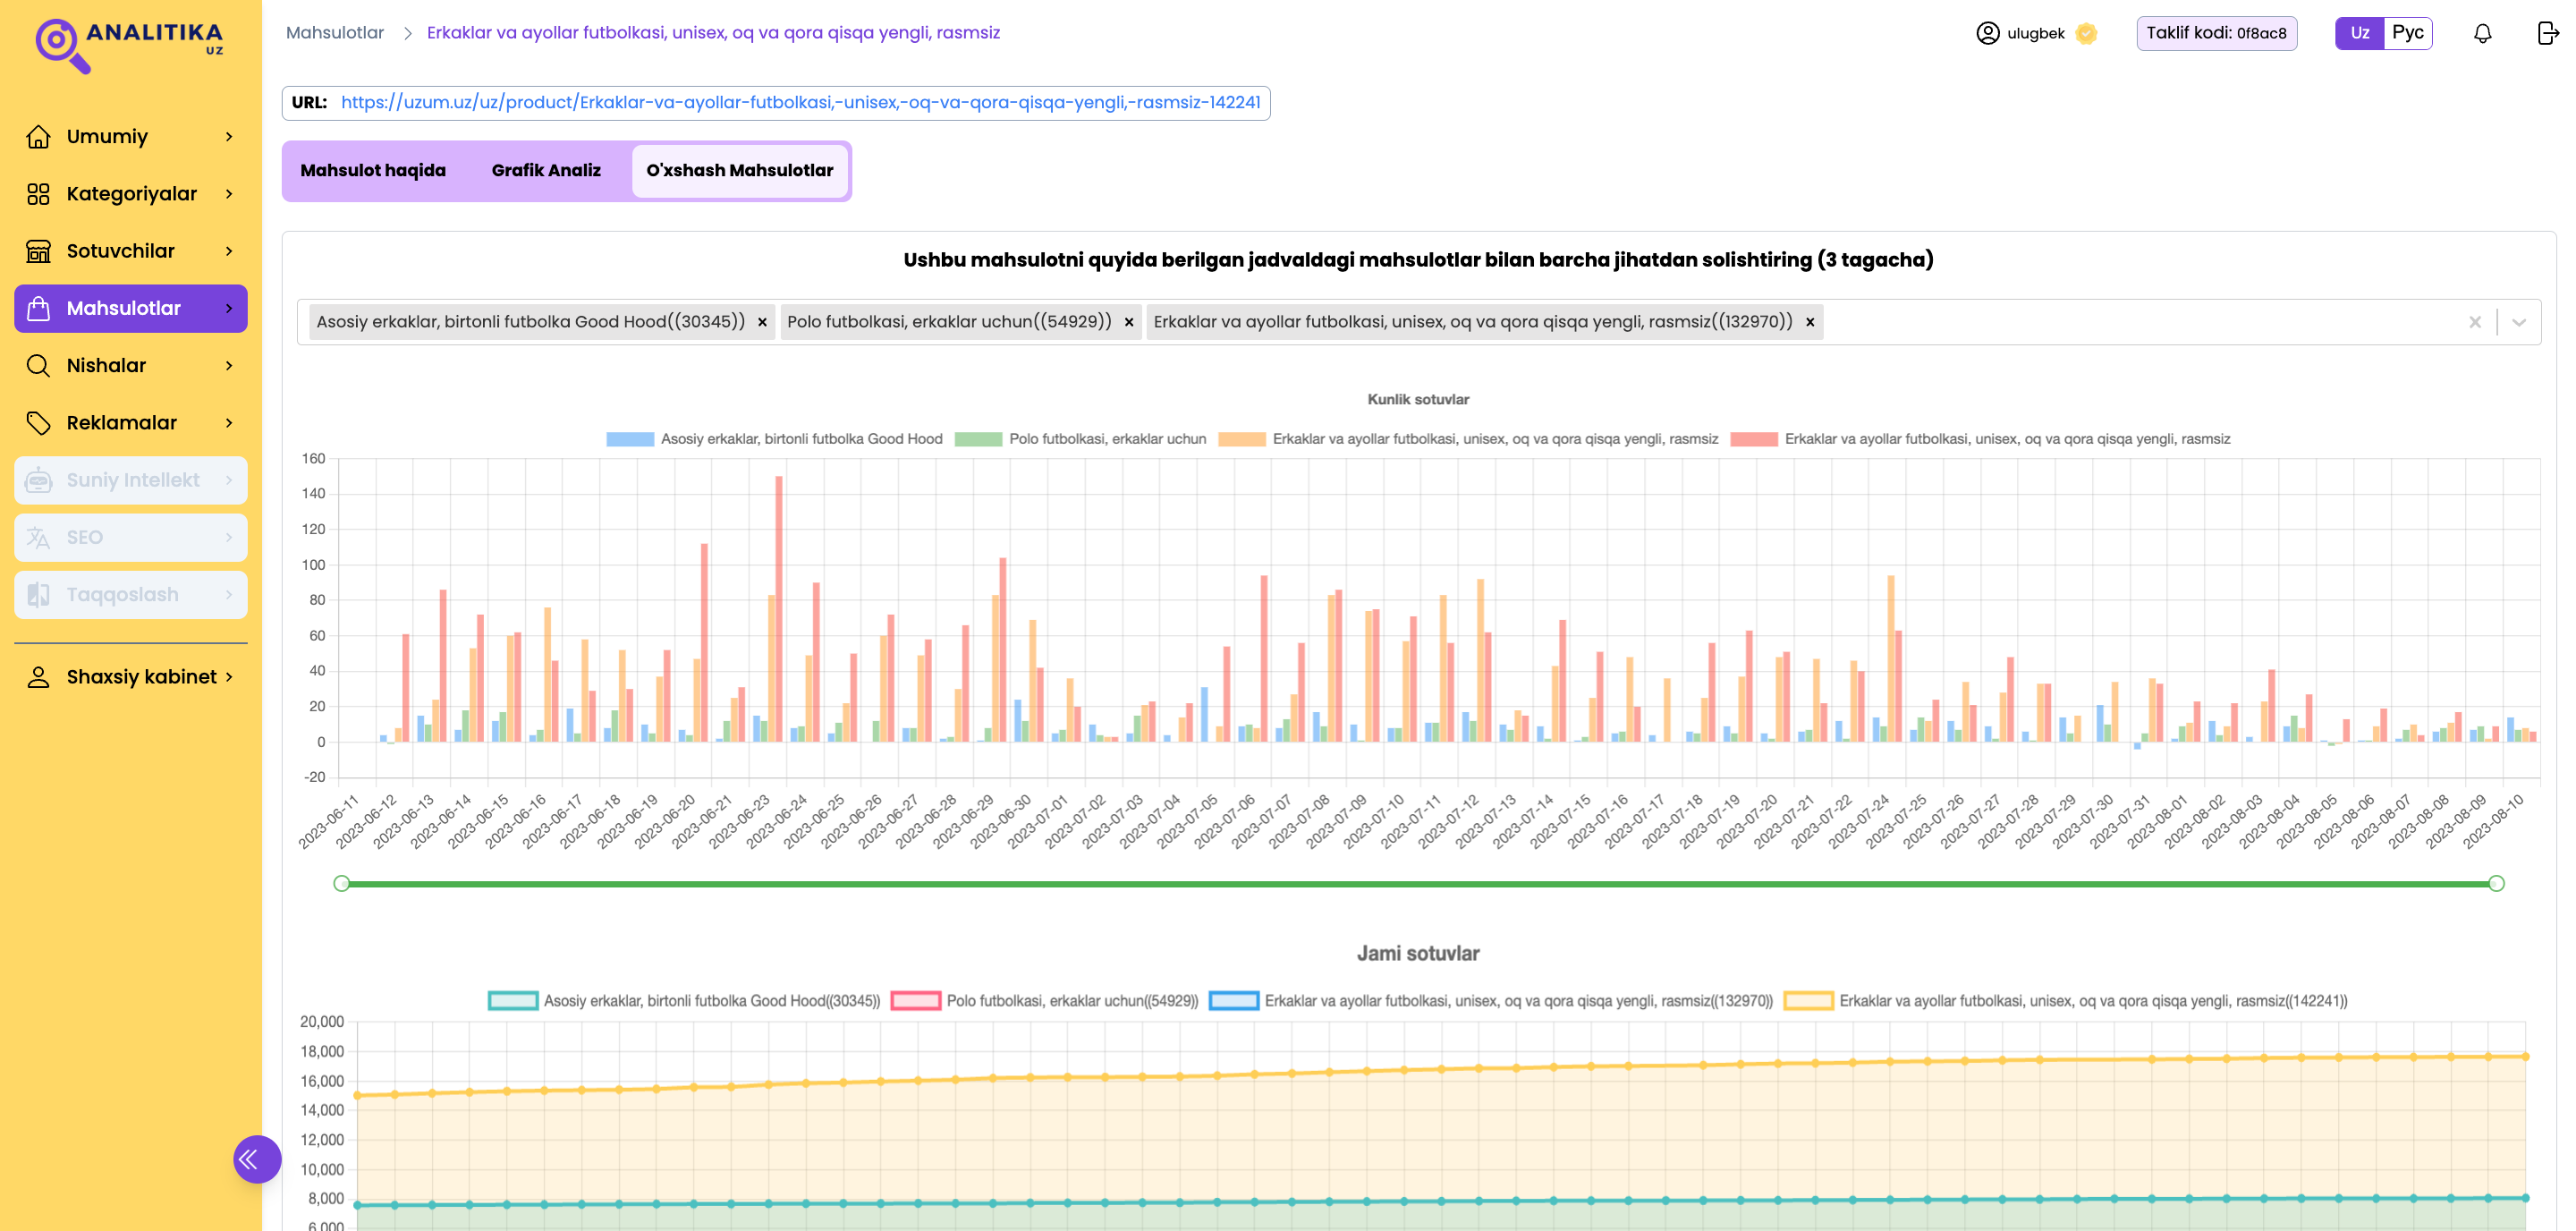 ANALITIKA
UZ
Mahsulotlar > Erkaklar va ayollar futbolkasi, unisex, oq va qora qisqa yengli, rasmsiz
ulugbek
Taklif kodi: 0f8ac8
Uz Рус
URL: https://uzum.uz/uz/product/Erkaklar-va-ayollar-futbolkasi,-unisex,-oq-va-qora-qisqa-yengli,-rasmsiz-142241
Umumiy
Kategoriyalar
Sotuvchilar
Mahsulotlar
Nishalar
Reklamalar
Suniy Intellekt
SEO
Taqqoslash
Shaxsiy kabinet
Mahsulot haqida Grafik Analiz O'xshash Mahsulotlar
Ushbu mahsulotni quyida berilgan jadvaldagi mahsulotlar bilan barcha jihatdan solishtiring (3 tagacha)
Asosiy erkaklar, birtonli futbolka Good Hood((30345)) × Polo futbolkasi, erkaklar uchun((54929)) × Erkaklar va ayollar futbolkasi, unisex, oq va qora qisqa yengli, rasmsiz((132970)) ×
Kunlik sotuvlar
Asosiy erkaklar, birtonli futbolka Good Hood Polo futbolkasi, erkaklar uchun Erkaklar va ayollar futbolkasi, unisex, oq va qora qisqa yengli, rasmsiz Erkaklar va ayollar futbolkasi, unisex, oq va qora qisqa yengli, rasmsiz
160
140
120
100
80
60
40
20
0
-20
2023-06-11 2023-06-12 2023-06-13 2023-06-14 2023-06-15 2023-06-16 2023-06-17 2023-06-18 2023-06-19 2023-06-20 2023-06-21 2023-06-23 2023-06-24 2023-06-25 2023-06-26 2023-06-27 2023-06-28 2023-06-29 2023-06-30 2023-07-01 2023-07-02 2023-07-03 2023-07-04 2023-07-05 2023-07-06 2023-07-07 2023-07-08 2023-07-09 2023-07-10 2023-07-11 2023-07-12 2023-07-13 2023-07-14 2023-07-15 2023-07-16 2023-07-17 2023-07-18 2023-07-19 2023-07-20 2023-07-21 2023-07-22 2023-07-24 2023-07-25 2023-07-26 2023-07-27 2023-07-28 2023-07-29 2023-07-30 2023-07-31 2023-08-01 2023-08-02 2023-08-03 2023-08-04 2023-08-05 2023-08-06 2023-08-07 2023-08-08 2023-08-09 2023-08-10
Jami sotuvlar
Asosiy erkaklar, birtonli futbolka Good Hood((30345)) Polo futbolkasi, erkaklar uchun((54929)) Erkaklar va ayollar futbolkasi, unisex, oq va qora qisqa yengli, rasmsiz((132970)) Erkaklar va ayollar futbolkasi, unisex, oq va qora qisqa yengli, rasmsiz((142241))
20,000
18,000
16,000
14,000
12,000
10,000
8,000
6,000